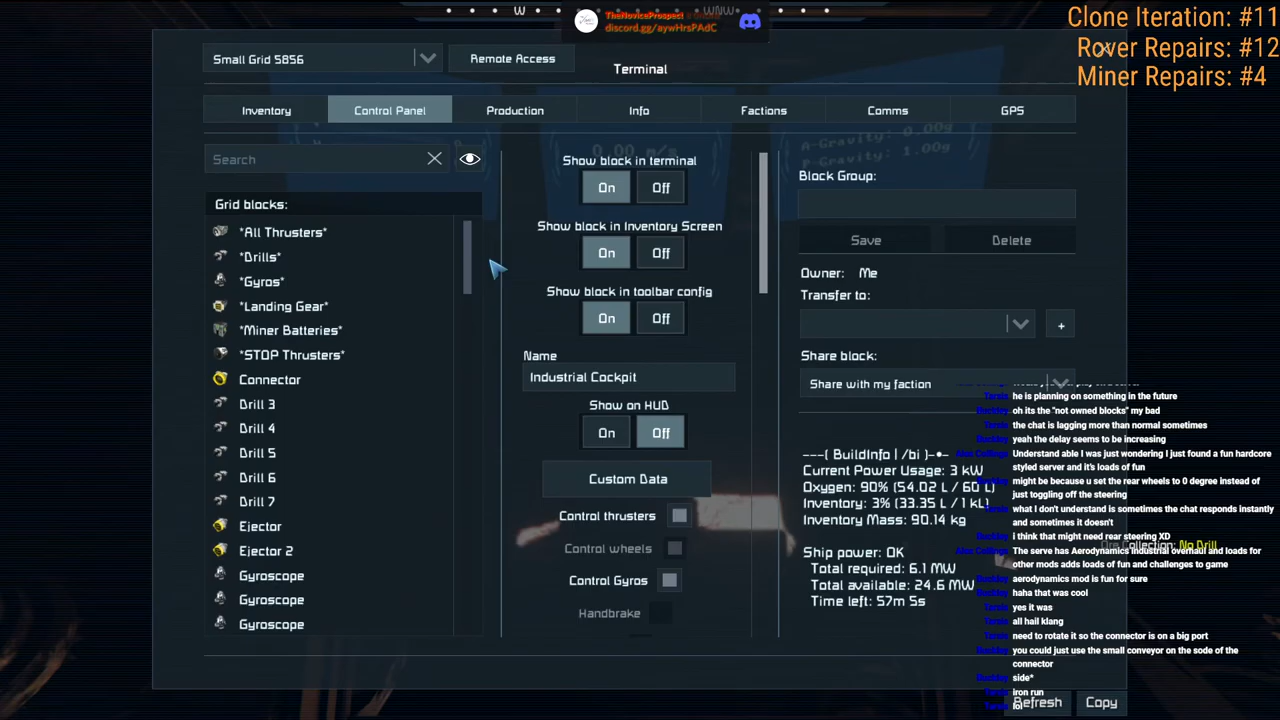 W
WNW
TheNoviceProspect
discord.gg/aywHrsPAdC
Clone Iteration: #11
Rover Repairs: #12
Miner Repairs: #4
Small Grid 5856
Remote Access
Terminal
Inventory
Control Panel
Production
Info
Factions
Comms
GPS
Search
Grid blocks:
*All Thrusters*
*Drills*
*Gyros*
*Landing Gear*
*Miner Batteries*
*STOP Thrusters*
Connector
Drill 3
Drill 4
Drill 5
Drill 6
Drill 7
Ejector
Ejector 2
Gyroscope
Gyroscope
Gyroscope
0.00 m/s
Show block in terminal
On Off
Show block in Inventory Screen
On Off
Show block in toolbar config
On Off
Name
Industrial Cockpit
Show on HUD
On Off
Custom Data
Control thrusters
Control wheels
Control Gyros
Handbrake
A-Gravity: 0.00g
P-Gravity: 1.00g
Block Group:
Save Delete
Owner: Me
Transfer to:
+
Share block:
Share with my faction
---( BuildInfo | /bi )-•-
Current Power Usage: 3 kW
Oxygen: 90% (54.02 L / 60 L)
Inventory: 3% (33.35 L / 1 kL)
Inventory Mass: 90.14 kg
Ship power: OK
Total required: 6.1 MW
Total available: 24.6 MW
Time left: 57m 5s
he is planning on something in the future
oh its the "not owned blocks" my bad
the chat is lagging more than normal sometimes
yeah the delay seems to be increasing
Understand able I was just wondering I just found a fun hardcore
styled server and it's loads of fun
might be because u set the rear wheels to 0 degree instead of
just toggling off the steering
what I don't understand is sometimes the chat responds instantly
and sometimes it doesn't
i think that might need rear steering XD
Collection: No Drill
The serve has Aerodynamics industrial overhaul and loads for
other mods adds loads of fun and challenges to game
aerodynamics mod is fun for sure
haha that was cool
yes it was
all hail klang
need to rotate it so the connector is on a big port
you could just use the small conveyor on the sode of the
connector
side*
iron run
lol
Refresh
Copy